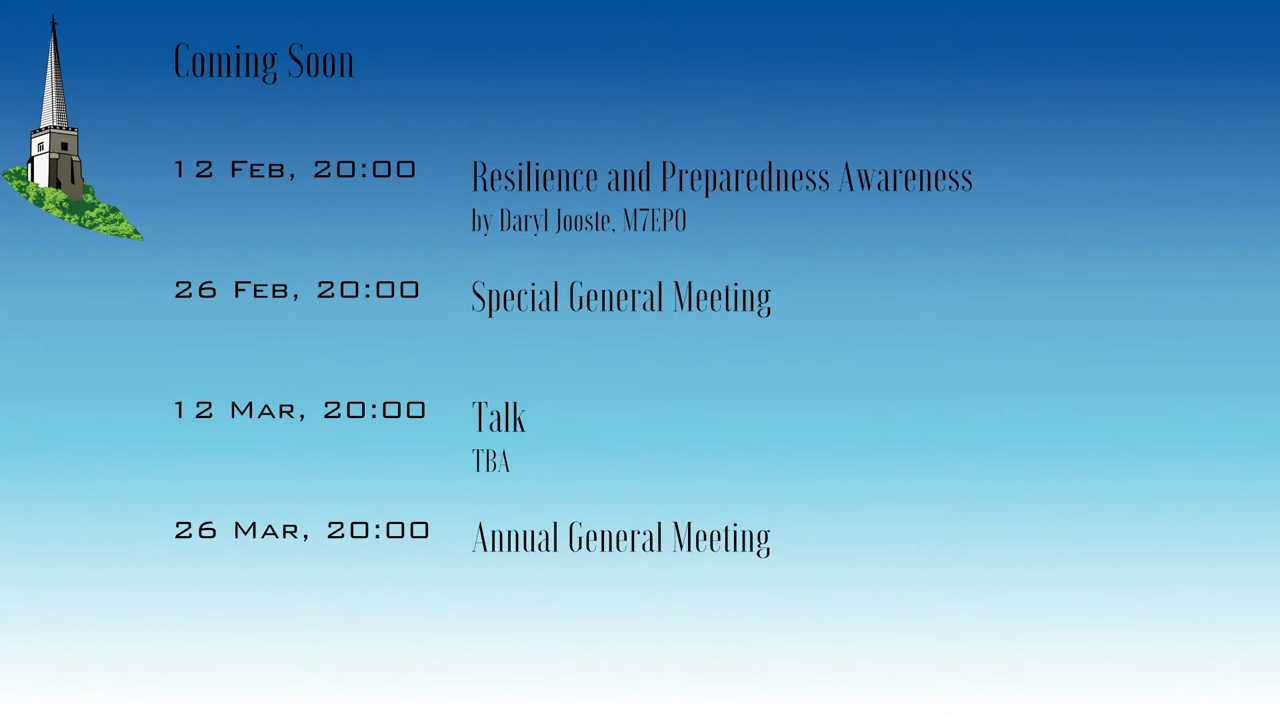 Coming Soon
12 Feb, 20:00
Resilience and Preparedness Awareness
by Daryl Jooste, M7EPO
26 Feb, 20:00
Special General Meeting
12 Mar, 20:00
Talk
TBA
26 Mar, 20:00
Annual General Meeting